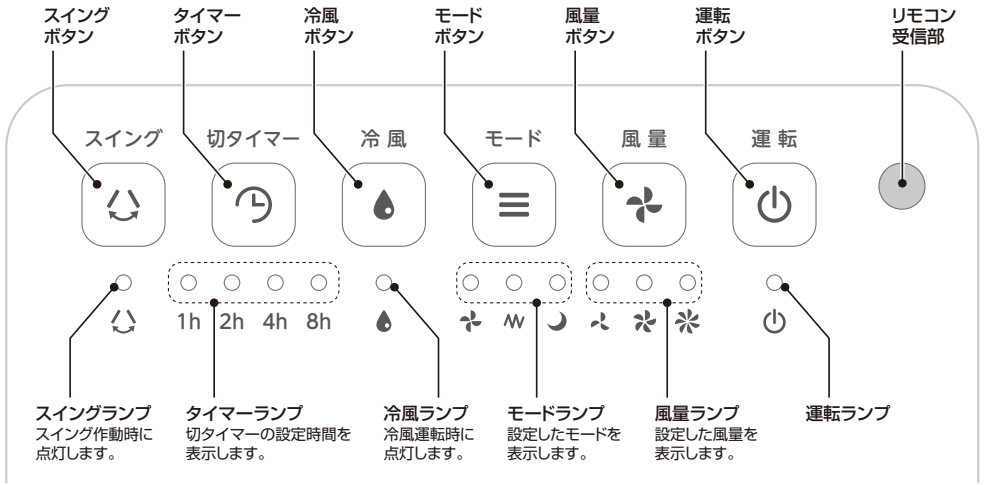 スイング
ボタン
タイマー
ボタン
冷風
ボタン
モード
ボタン
風量
ボタン
運転
ボタン
リモコン
受信部
スイング
切タイマー
冷 風
モード
風 量
運 転
1h 2h 4h 8h
スイングランプ
スイング作動時に
点灯します。
タイマーランプ
切タイマーの設定時間を
表示します。
冷風ランプ
冷風運転時に
点灯します。
モードランプ
設定したモードを
表示します。
風量ランプ
設定した風量を
表示します。
運転ランプ